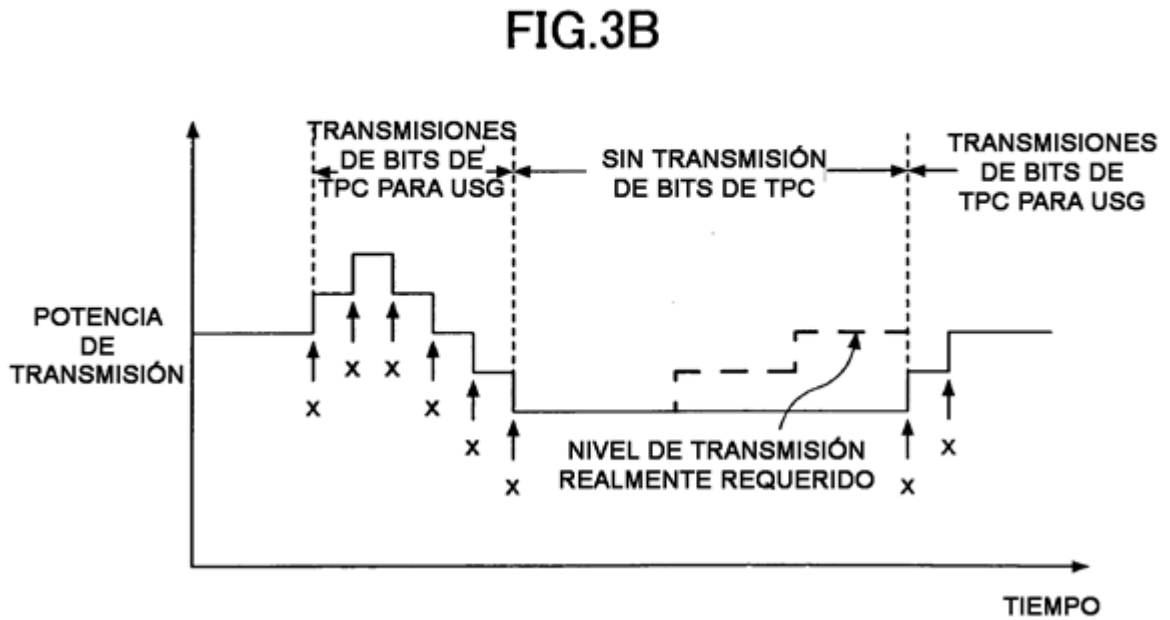 FIG.3B
TRANSMISIONES
DE BITS DE
TPC PARA USG
SIN TRANSMISIÓN
DE BITS DE TPC
TRANSMISIONES
DE BITS DE
TPC PARA USG
POTENCIA
DE
TRANSMISIÓN
x
x
x
x
x
x
NIVEL DE TRANSMISIÓN
REALMENTE REQUERIDO
x
x
TIEMPO